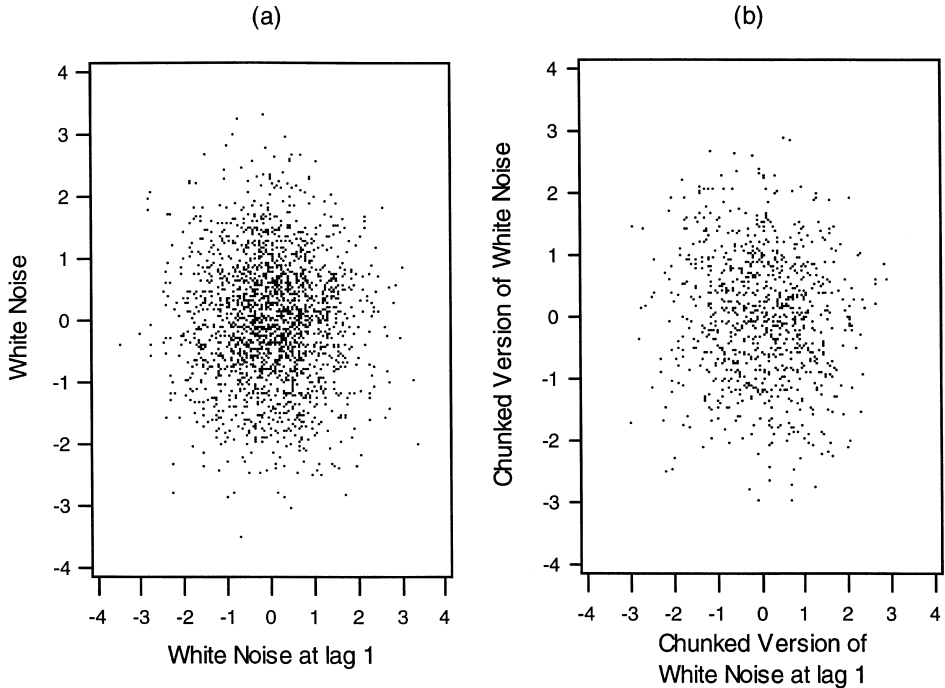 (a)
4
3
2
1
0
-1
-2
-3
-4
White Noise
-4 -3 -2 -1 0 1 2 3 4
White Noise at lag 1
(b)
4
3
2
1
0
-1
-2
-3
-4
Chunked Version of White Noise
-4 -3 -2 -1 0 1 2 3 4
Chunked Version of
White Noise at lag 1